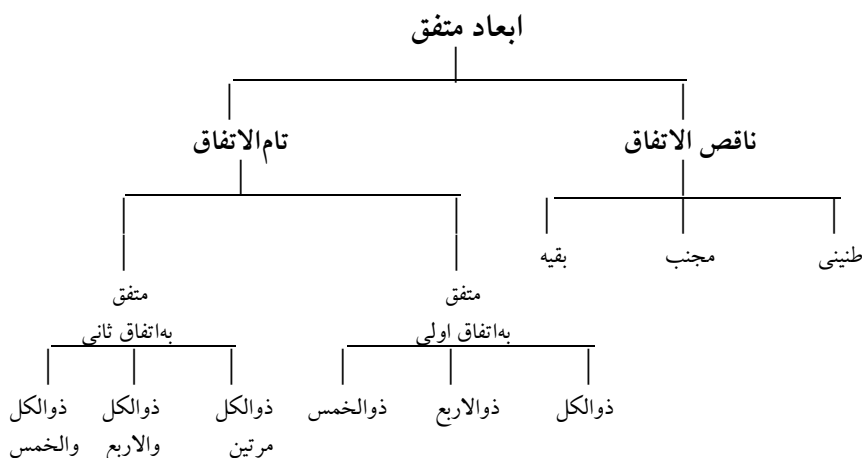 ابعاد متفق
ناقص الاتفاق
تام‌الاتفاق
طنینی
مجنب
بقیه
متفق
به‌اتفاق اولی
متفق
به‌اتفاق ثانی
ذوالکل
ذوالاربع
ذوالخمس
ذوالکل
مرتین
ذوالکل
والاربع
ذوالکل
والخمس